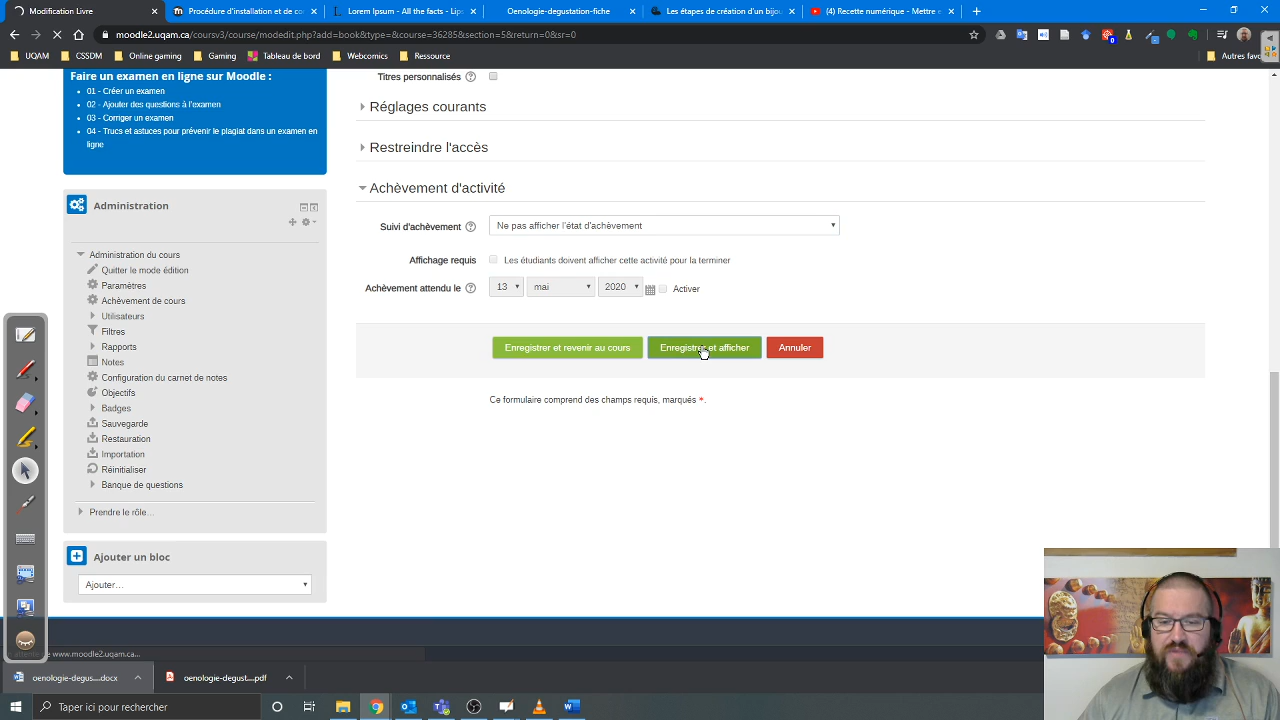 Modification Livre
Procédure d'installation et de co
Lorem Ipsum - All the facts - Lip
Oenologie-degustation-fiche
Les étapes de création d'un bijou
(4) Recette numérique - Mettre e
moodle2.uqam.ca/coursv3/course/modedit.php?add=book&type=&course=36285&section=5&return=0&sr=0
UQAM
CSSDM
Online gaming
Gaming
Tableau de bord
Webcomics
Ressource
Autres favo
Faire un examen en ligne sur Moodle :
01 - Créer un examen
02 - Ajouter des questions à l'examen
03 - Corriger un examen
04 - Trucs et astuces pour prévenir le plagiat dans un examen en
ligne
Titres personnalisés
Réglages courants
Restreindre l'accès
Achèvement d'activité
Suivi d'achèvement
Ne pas afficher l'état d'achèvement
Affichage requis
Les étudiants doivent afficher cette activité pour la terminer
Achèvement attendu le
13
mai
2020
Activer
Enregistrer et revenir au cours
Enregistrer et afficher
Annuler
Ce formulaire comprend des champs requis, marqués *.
Administration
Administration du cours
Quitter le mode édition
Paramètres
Achèvement de cours
Utilisateurs
Filtres
Rapports
Notes
Configuration du carnet de notes
Objectifs
Badges
Sauvegarde
Restauration
Importation
Réinitialiser
Banque de questions
Prendre le rôle…
Ajouter un bloc
Ajouter…
www.moodle2.uqam.ca...
oenologie-degus....docx
oenologie-degust....pdf
Taper ici pour rechercher